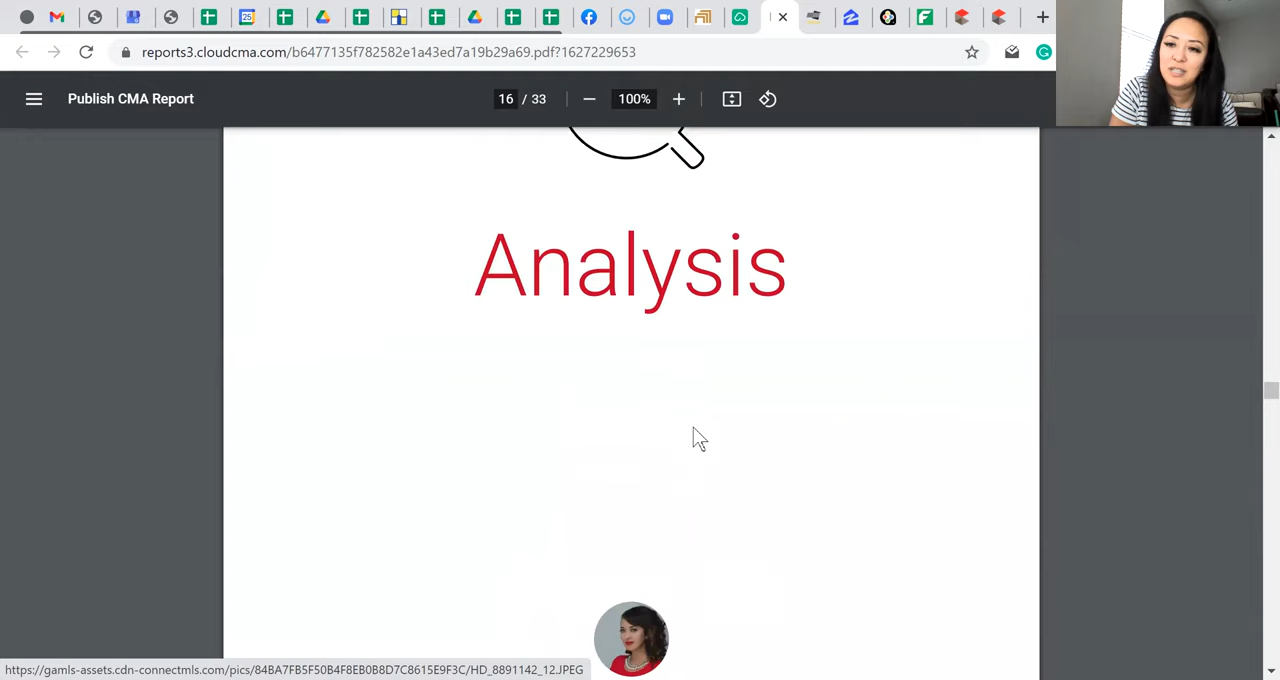 25
reports3.cloudcma.com/b6477135f782582e1a43ed7a19b29a69.pdf?1627229653
Publish CMA Report
16 / 33
100%
Analysis
https://gamls-assets.cdn-connectmls.com/pics/84BA7FB5F50B4F8EB0B8D7C8615E9F3C/HD_8891142_12.JPEG